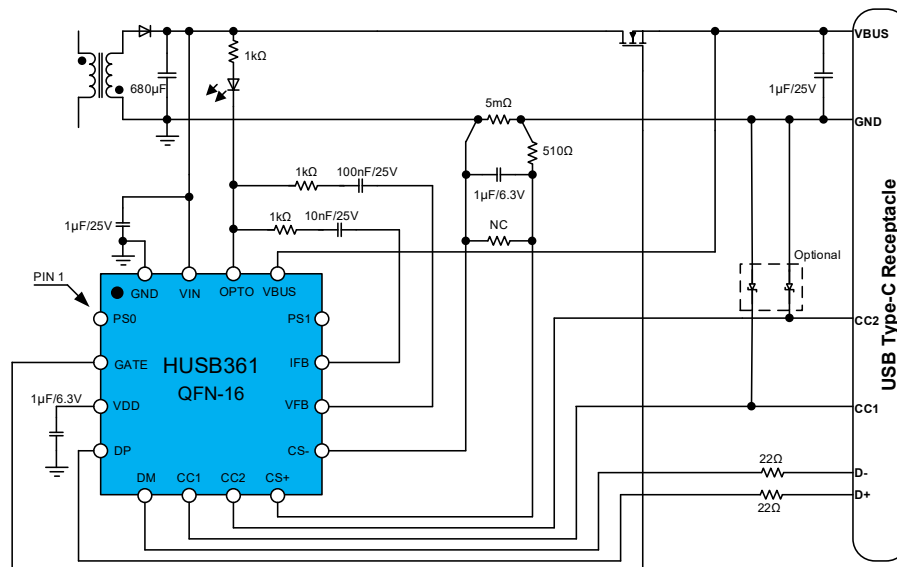 VBUS
1kΩ
680µF
1µF/25V
5mΩ
GND
510Ω
1kΩ
100nF/25V
1µF/6.3V
1kΩ
10nF/25V
NC
1µF/25V
Optional
PIN 1
GND
VIN
OPTO
VBUS
PS0
PS1
CC2
GATE
HUSB361
IFB
QFN-16
1µF/6.3V
VDD
VFB
CC1
DP
CS-
DM
CC1
CC2
CS+
22Ω
D-
D+
22Ω
USB Type-C Receptacle